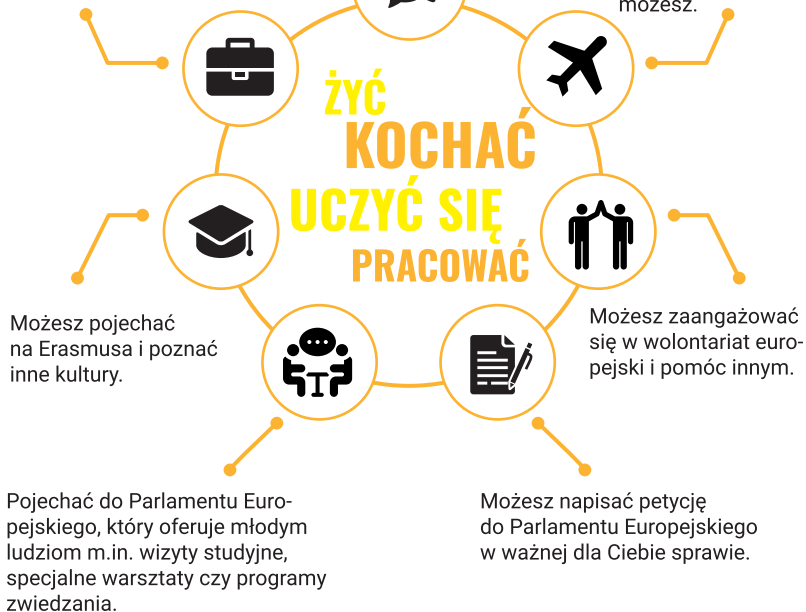 możesz.
ŻYĆ
KOCHAĆ
UCZYĆ SIĘ
PRACOWAĆ
Możesz pojechać
na Erasmusa i poznać
inne kultury.
Możesz zaangażować
się w wolontariat euro-
pejski i pomóc innym.
Pojechać do Parlamentu Euro-
pejskiego, który oferuje młodym
ludziom m.in. wizyty studyjne,
specjalne warsztaty czy programy
zwiedzania.
Możesz napisać petycję
do Parlamentu Europejskiego
w ważnej dla Ciebie sprawie.